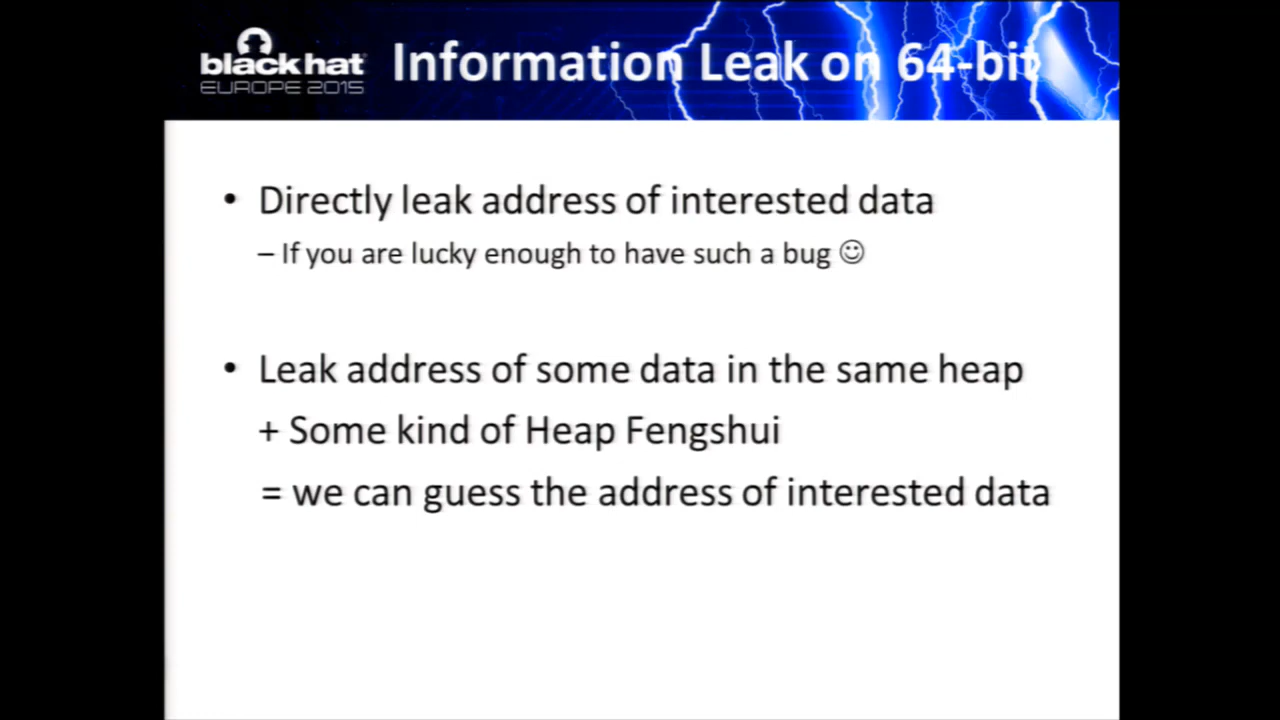 black hat
EUROPE 2015
Information Leak on 64-bit
• Directly leak address of interested data
– If you are lucky enough to have such a bug ☺
• Leak address of some data in the same heap
+ Some kind of Heap Fengshui
= we can guess the address of interested data